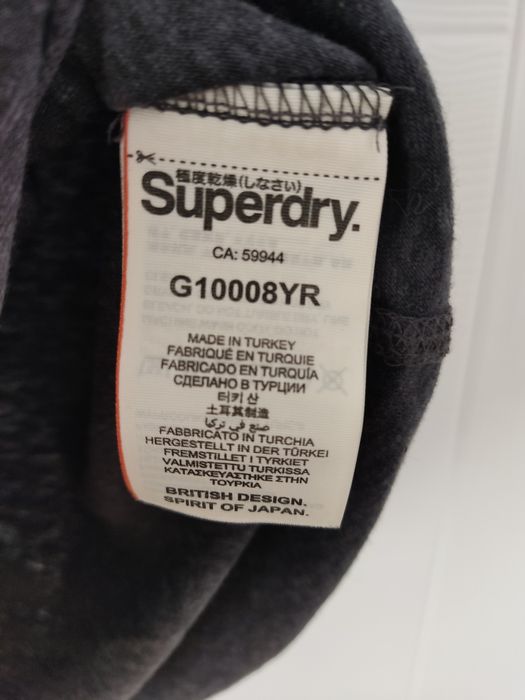 極度乾燥(しなさい)
Superdry.
CA: 59944
G10008YR
MADE IN TURKEY
FABRIQUÉ EN TURQUIE
FABRICADO EN TURQUÍA
СДЕЛАНО В ТУРЦИИ
터키 산
土耳其制造
صنع في تركيا
FABBRICATO IN TURCHIA
HERGESTELLT IN DER TÜRKEI
FREMSTILLET I TYRKIET
VALMISTETTU TURKISSA
ΚΑΤΑΣΚΕΥΑΣΤΗΚΕ ΣΤΗΝ
ΤΟΥΡΚΙΑ
BRITISH DESIGN.
SPIRIT OF JAPAN.